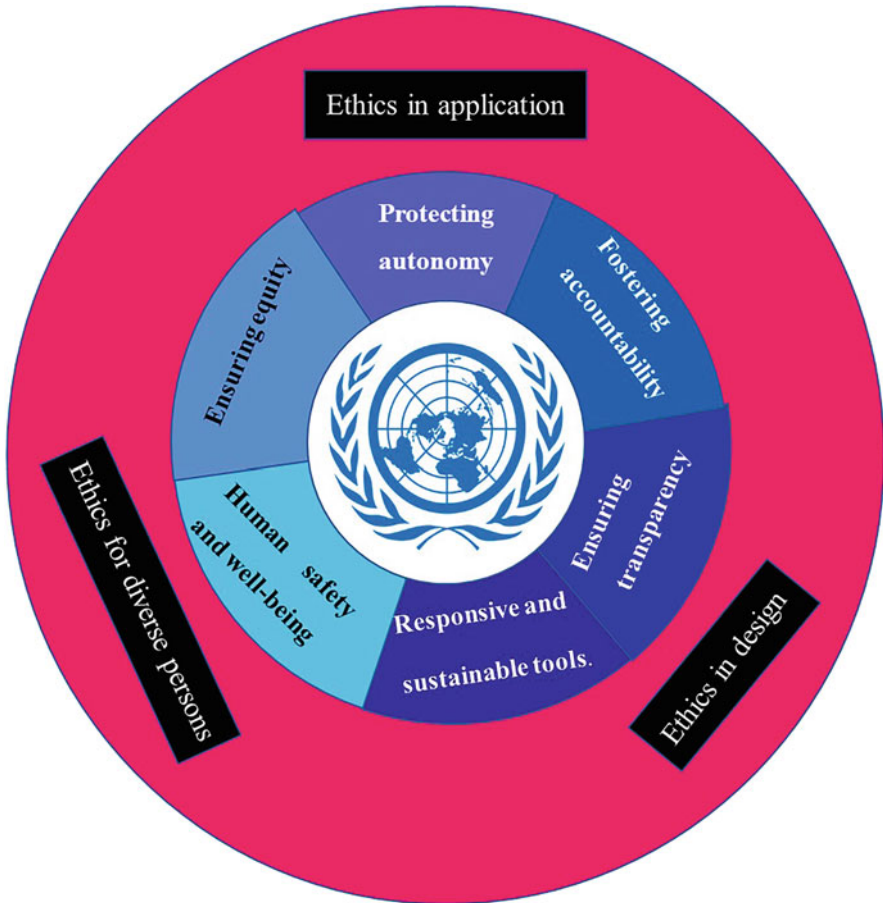 Ethics in application
Protecting
autonomy
Fostering
accountability
Ensuring
transparency
Responsive and
sustainable tools.
Human safety
and well-being
Ensuring equity
Ethics in design
Ethics for diverse persons